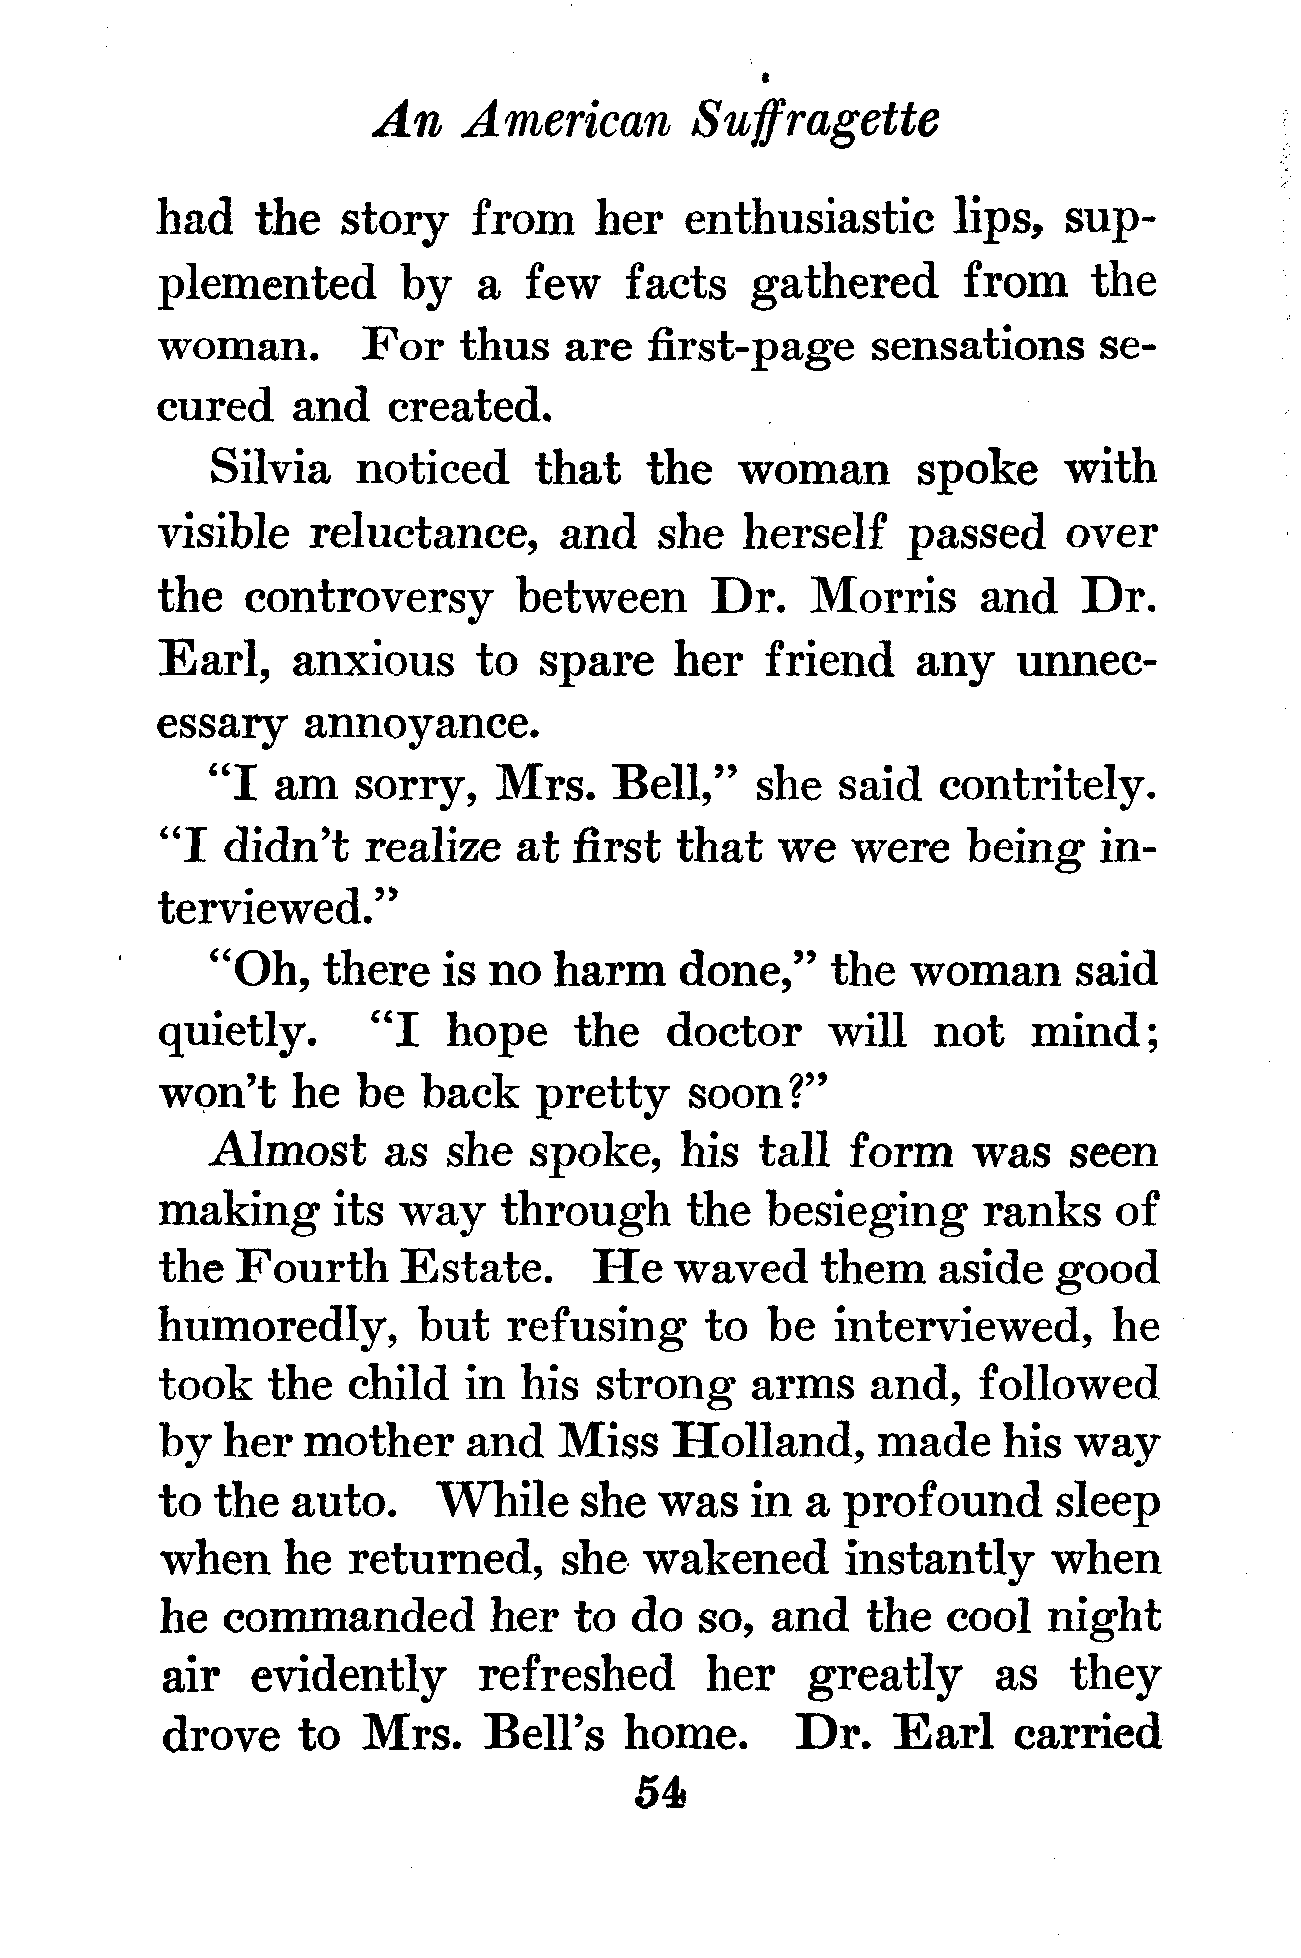 An American Suffragette
had the story from her enthusiastic lips, sup-
plemented by a few facts gathered from the
woman. For thus are first-page sensations se-
cured and created.
Silvia noticed that the woman spoke with
visible reluctance, and she herself passed over
the controversy between Dr. Morris and Dr.
Earl, anxious to spare her friend any unnec-
essary annoyance.
“I am sorry, Mrs. Bell,” she said contritely.
“I didn’t realize at first that we were being in-
terviewed.”
“Oh, there is no harm done,” the woman said
quietly. “I hope the doctor will not mind;
won’t he be back pretty soon?”
Almost as she spoke, his tall form was seen
making its way through the besieging ranks of
the Fourth Estate. He waved them aside good
humoredly, but refusing to be interviewed, he
took the child in his strong arms and, followed
by her mother and Miss Holland, made his way
to the auto. While she was in a profound sleep
when he returned, she wakened instantly when
he commanded her to do so, and the cool night
air evidently refreshed her greatly as they
drove to Mrs. Bell’s home. Dr. Earl carried
54